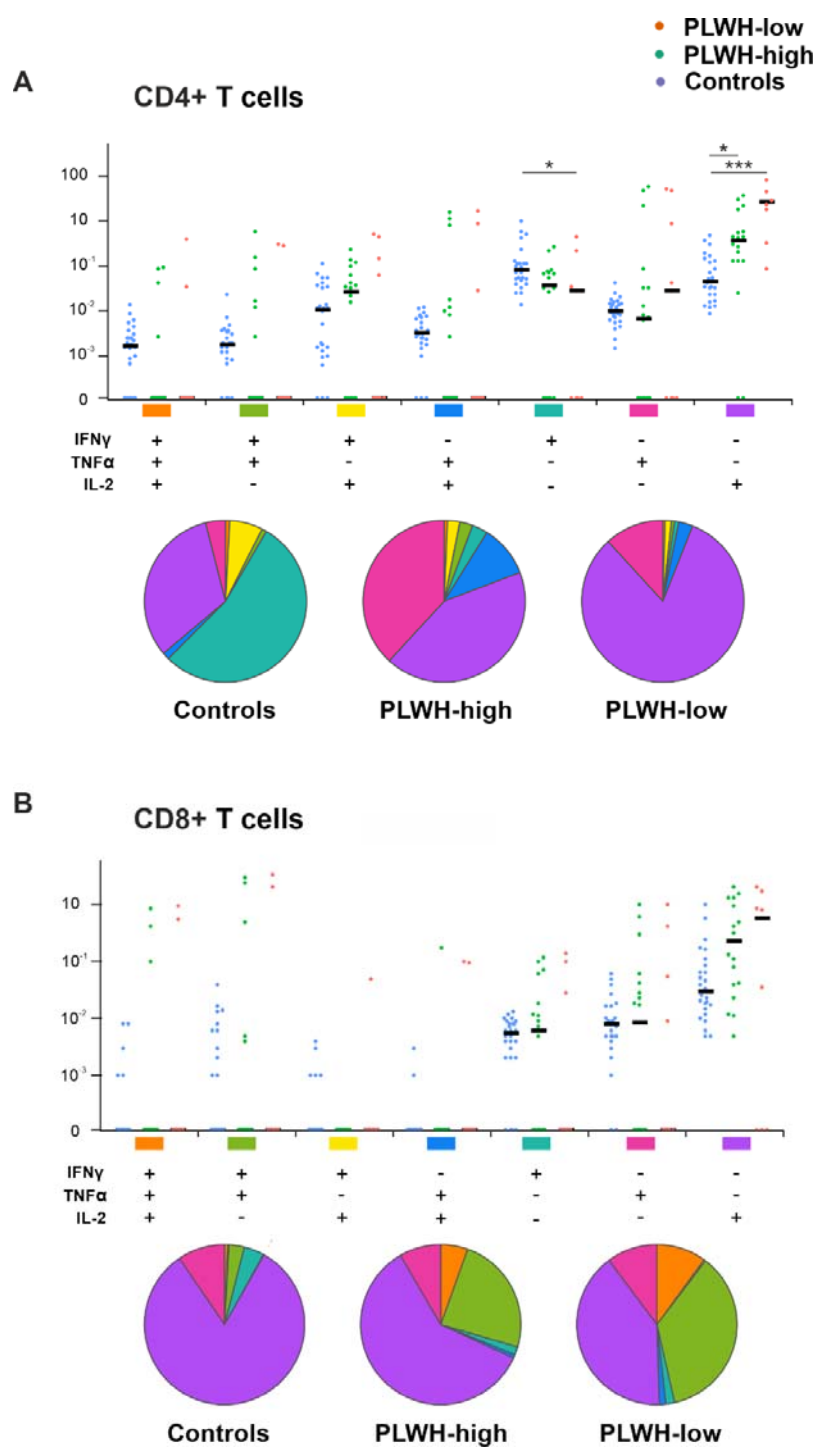 PLWH-low
PLWH-high
Controls
A
CD4+ T cells
* ***
*
100
10
10⁻¹
10⁻²
10⁻³
0
IFNγ + + + - + - -
TNFα + + - + - + -
IL-2 + - + + - - +
Controls PLWH-high PLWH-low
B
CD8+ T cells
10
10⁻¹
10⁻²
10⁻³
0
IFNγ + + + - + - -
TNFα + + - + - + -
IL-2 + - + + - - +
Controls PLWH-high PLWH-low